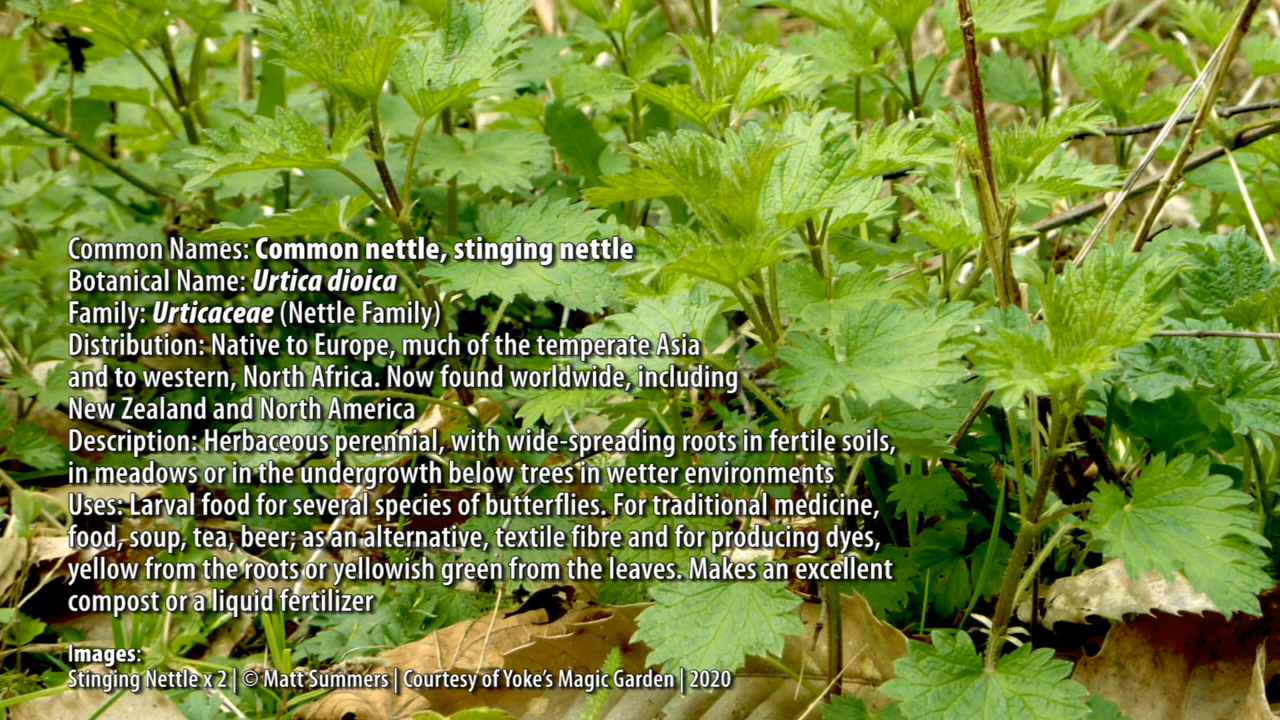 Common Names: Common nettle, stinging nettle
Botanical Name: Urtica dioica
Family: Urticaceae (Nettle Family)
Distribution: Native to Europe, much of the temperate Asia
and to western, North Africa. Now found worldwide, including
New Zealand and North America
Description: Herbaceous perennial, with wide-spreading roots in fertile soils,
in meadows or in the undergrowth below trees in wetter environments
Uses: Larval food for several species of butterflies. For traditional medicine,
food, soup, tea, beer; as an alternative, textile fibre and for producing dyes,
yellow from the roots or yellowish green from the leaves. Makes an excellent
compost or a liquid fertilizer
Images:
Stinging Nettle x 2 | © Matt Summers | Courtesy of Yoke's Magic Garden | 2020